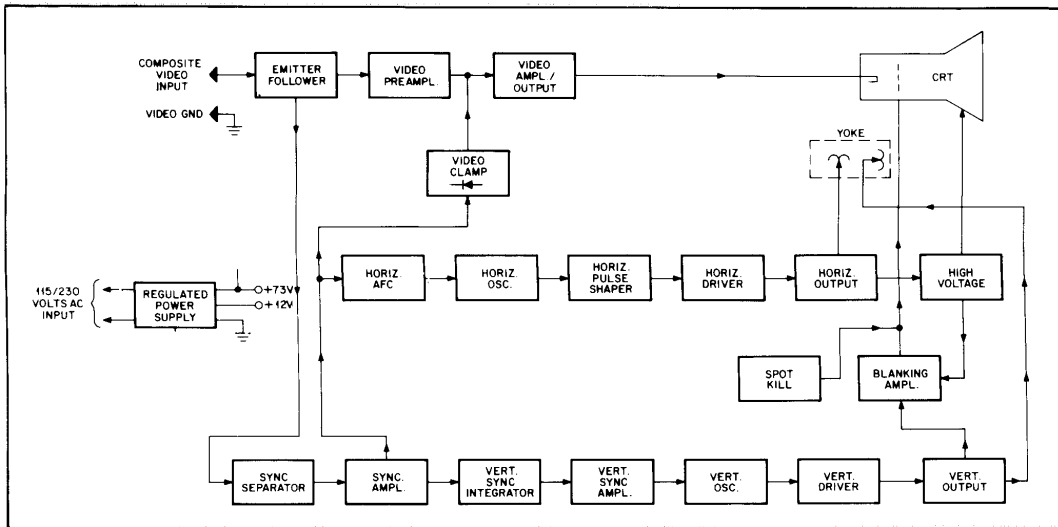 COMPOSITE
VIDEO
INPUT
EMITTER
FOLLOWER
VIDEO
PREAMPL.
VIDEO
AMPL./
OUTPUT
CRT
VIDEO GND
YOKE
VIDEO
CLAMP
115/230
VOLTS AC
INPUT
REGULATED
POWER
SUPPLY
+73V
+12V
HORIZ.
AFC
HORIZ.
OSC.
HORIZ.
PULSE
SHAPER
HORIZ.
DRIVER
HORIZ.
OUTPUT
HIGH
VOLTAGE
SPOT
KILL
BLANKING
AMPL.
SYNC
SEPARATOR
SYNC.
AMPL.
VERT.
SYNC
INTEGRATOR
VERT.
SYNC
AMPL.
VERT.
OSC.
VERT.
DRIVER
VERT.
OUTPUT